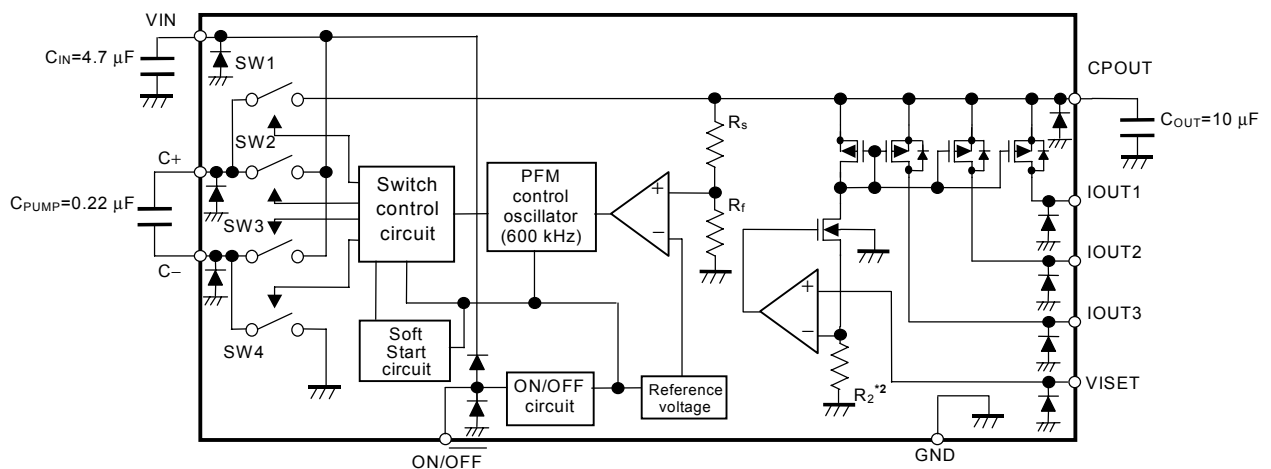 VIN
CIN=4.7 μF
SW1
CPOUT
COUT=10 μF
SW2
Rs
C+
Switch
control
circuit
PFM
control
oscillator
(600 kHz)
+
−
Rf
CPUMP=0.22 μF
SW3
C−
IOUT1
IOUT2
+
−
IOUT3
SW4
Soft
Start
circuit
ON/OFF
circuit
Reference
voltage
R2*2
VISET
ON/O̅F̅F̅
GND